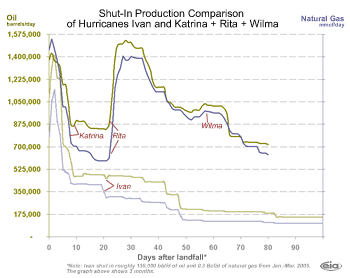 Shut-In Production Comparison
of Hurricanes Ivan and Katrina + Rita + Wilma
Oil
barrels/day
Natural Gas
mmcf/day
1,575,000
1,400,000
1,225,000
1,050,000
875,000
700,000
525,000
350,000
175,000
-
Katrina
Rita
Wilma
Ivan
0
10
20
30
40
50
60
70
80
90
Days after landfall*
*Note: Ivan shut in roughly 130,000 bbl/d of oil and 0.3 Bcf/d of natural gas from Jan.-Mar. 2005.
The graph above shows 3 months.
eia